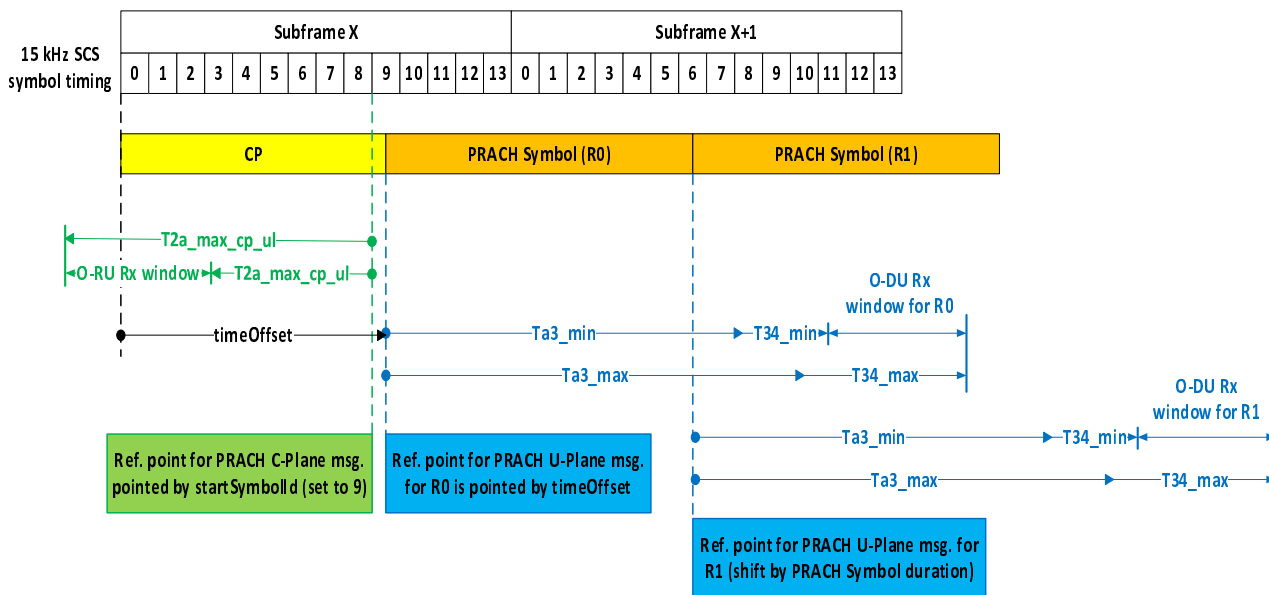 Subframe X Subframe X+1
15 kHz SCS
symbol timing
0 1 2 3 4 5 6 7 8 9 10 11 12 13 0 1 2 3 4 5 6 7 8 9 10 11 12 13
CP PRACH Symbol (R0) PRACH Symbol (R1)
T2a_max_cp_ul
O-RU Rx window T2a_max_cp_ul
O-DU Rx
window for R0
timeOffset Ta3_min T34_min
Ta3_max T34_max
O-DU Rx
window for R1
Ta3_min T34_min
Ta3_max T34_max
Ref. point for PRACH C-Plane msg.
pointed by startSymbolId (set to 9)
Ref. point for PRACH U-Plane msg.
for R0 is pointed by timeOffset
Ref. point for PRACH U-Plane msg. for
R1 (shift by PRACH Symbol duration)